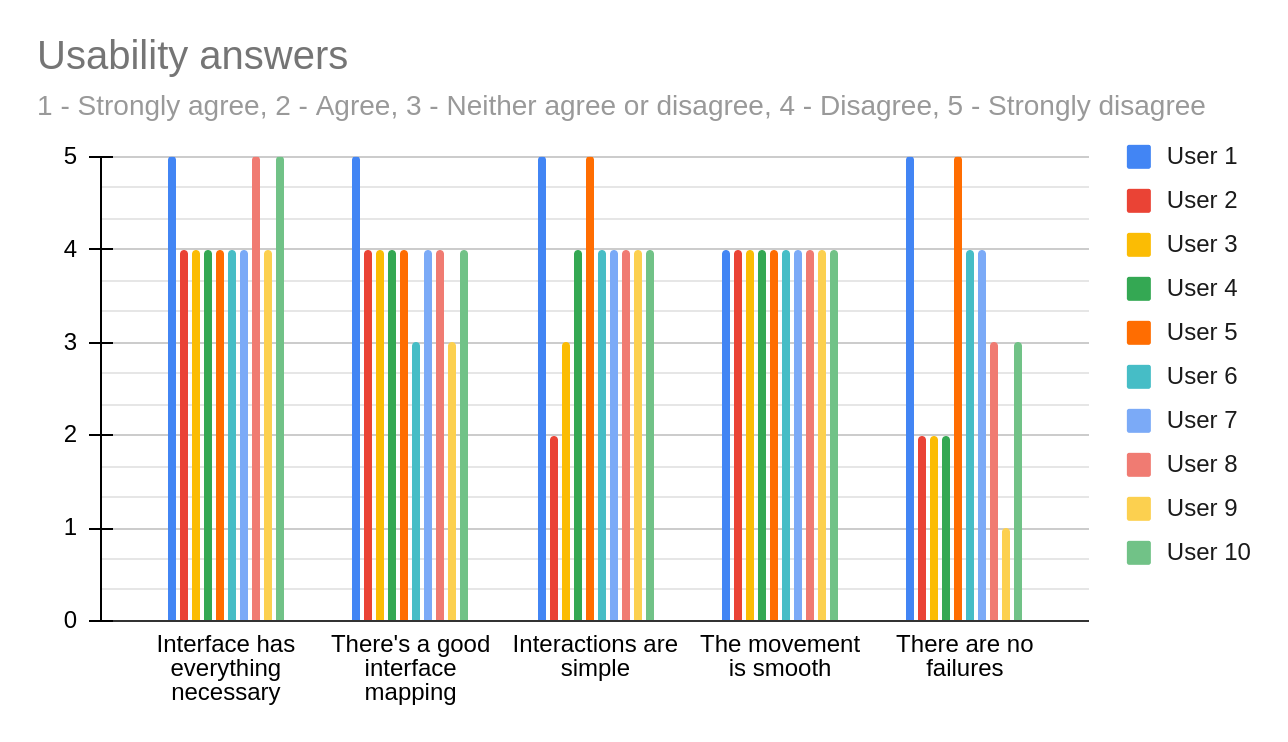 Usability answers
1 - Strongly agree, 2 - Agree, 3 - Neither agree or disagree, 4 - Disagree, 5 - Strongly disagree
5
4
3
2
1
0
Interface has
everything
necessary
There's a good
interface
mapping
Interactions are
simple
The movement
is smooth
There are no
failures
User 1
User 2
User 3
User 4
User 5
User 6
User 7
User 8
User 9
User 10